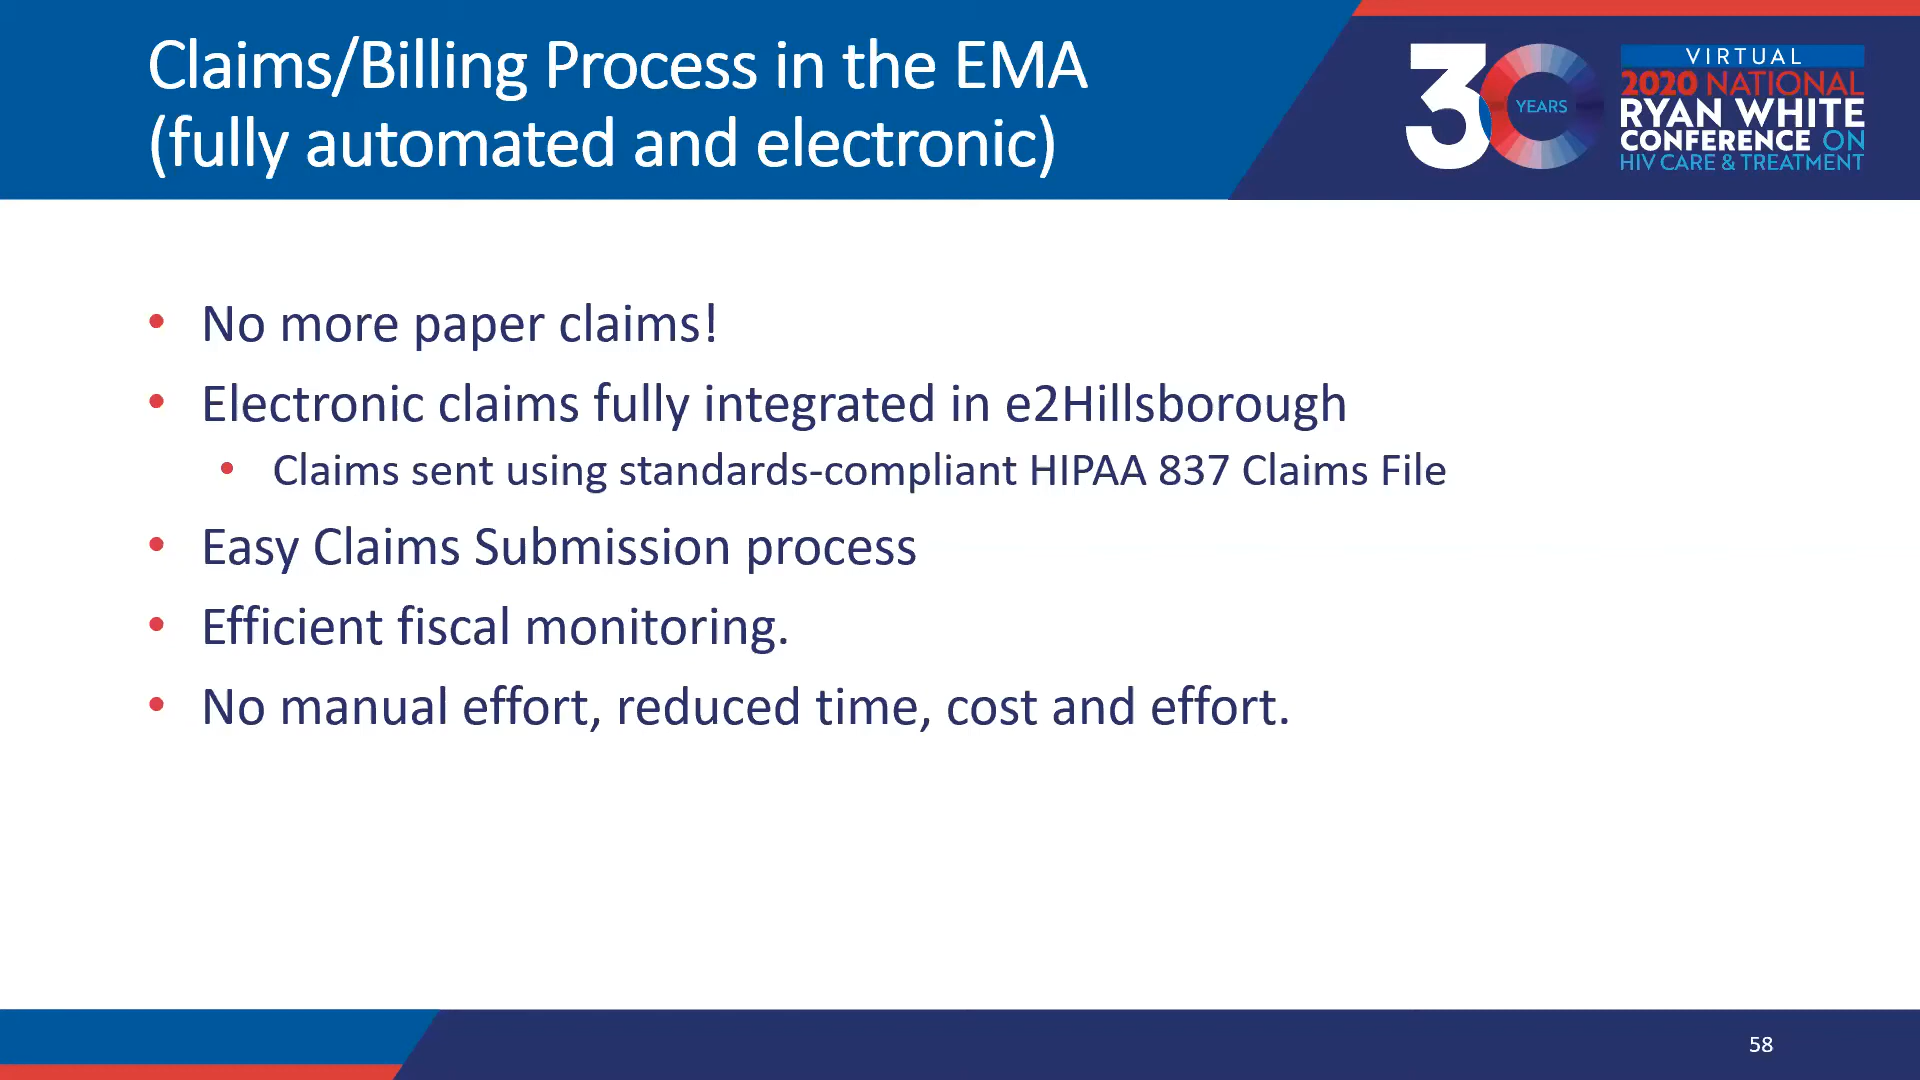 Claims/Billing Process in the EMA
(fully automated and electronic)
30
YEARS
VIRTUAL
2020 NATIONAL
RYAN WHITE
CONFERENCE ON
HIV CARE & TREATMENT
• No more paper claims!
• Electronic claims fully integrated in e2Hillsborough
• Claims sent using standards-compliant HIPAA 837 Claims File
• Easy Claims Submission process
• Efficient fiscal monitoring.
• No manual effort, reduced time, cost and effort.
58